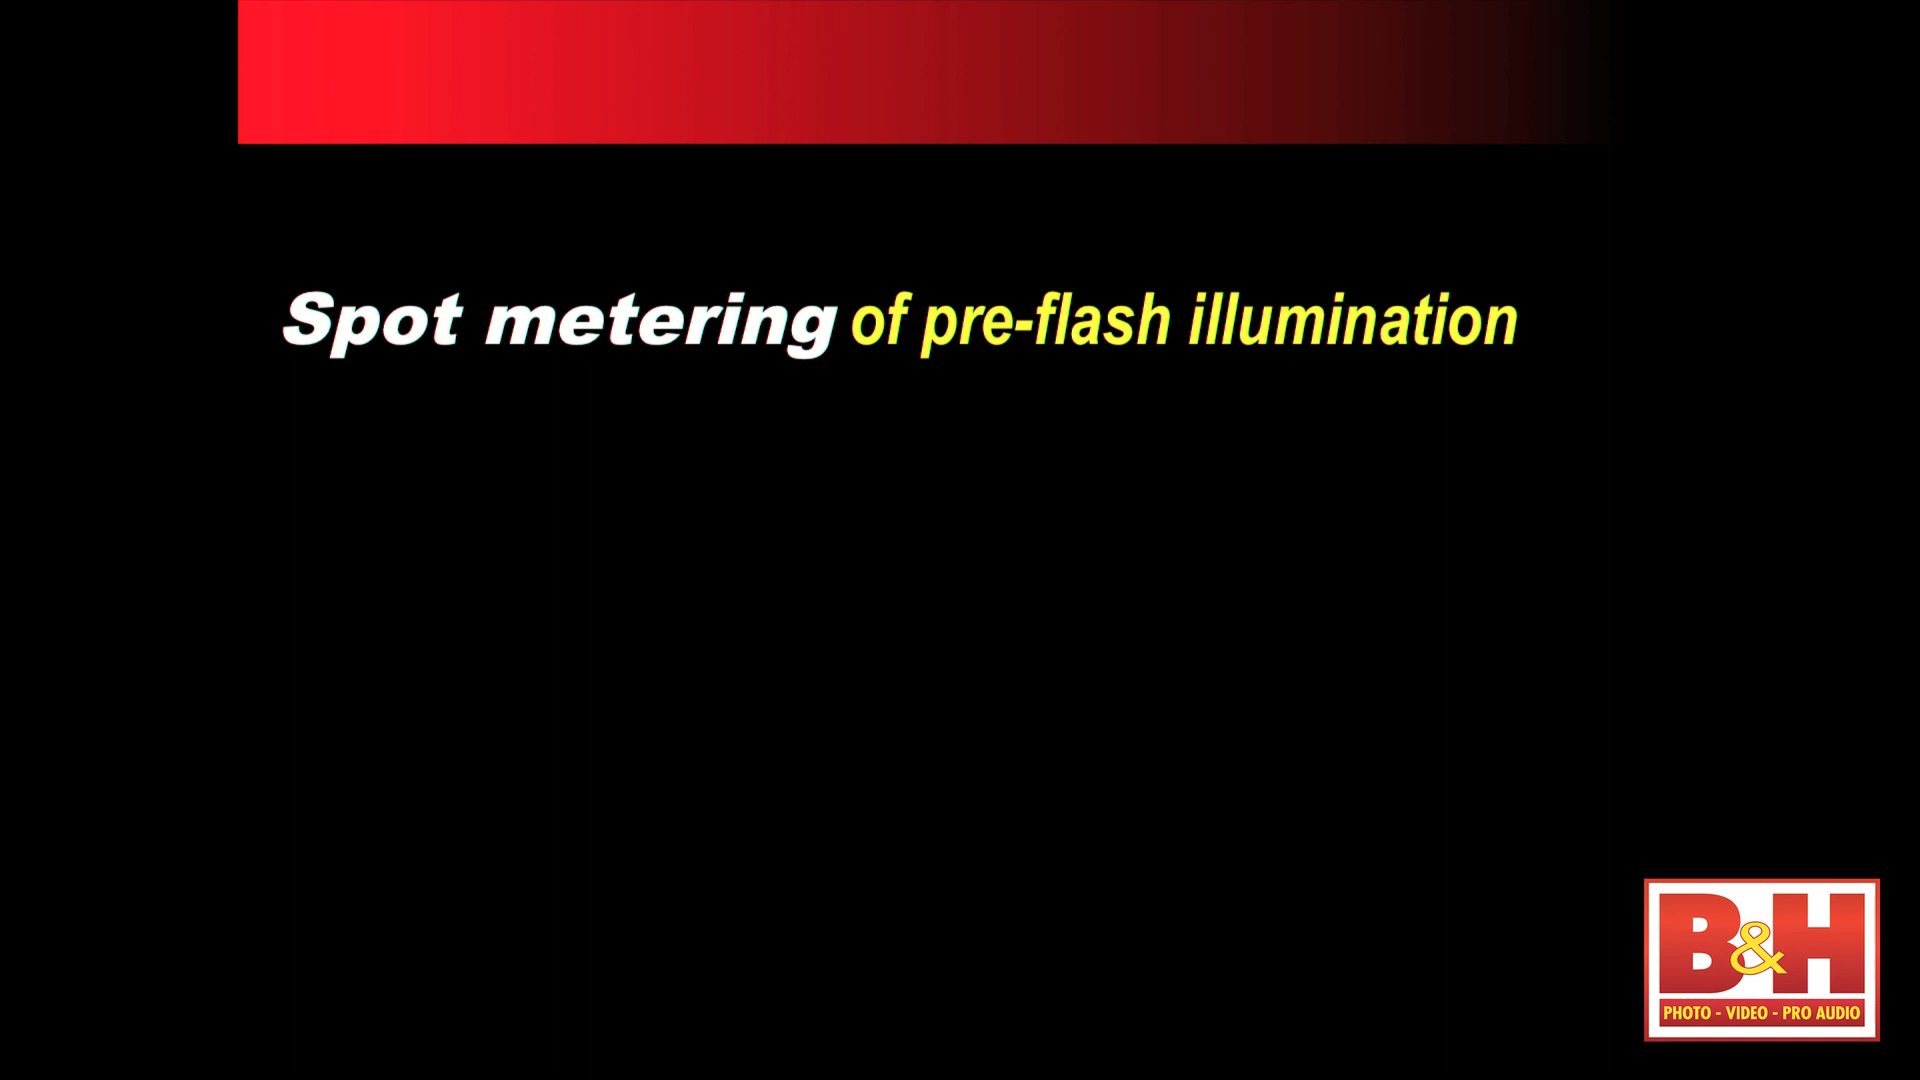 Spot metering of pre-flash illumination
B&H
PHOTO - VIDEO - PRO AUDIO